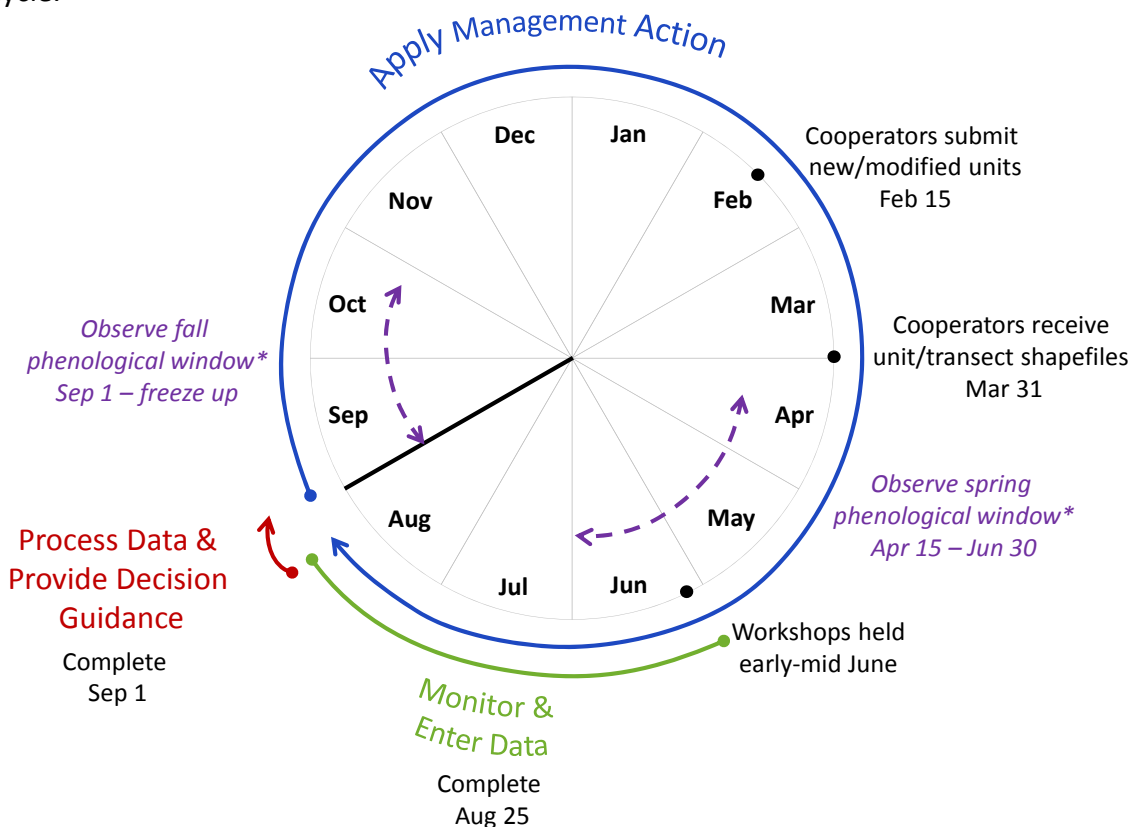 ycle.
Apply Management Action
Dec
Jan
Nov
Feb
Cooperators submit
new/modified units
Feb 15
Oct
Mar
Observe fall
phenological window*
Sep 1 – freeze up
Cooperators receive
unit/transect shapefiles
Mar 31
Sep
Apr
Observe spring
phenological window*
Apr 15 – Jun 30
Aug
May
Process Data &
Provide Decision
Guidance
Complete
Sep 1
Jul
Jun
Workshops held
early-mid June
Monitor &
Enter Data
Complete
Aug 25